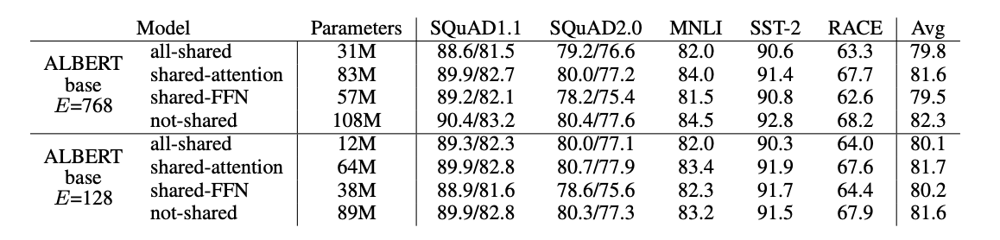 Model Parameters SQuAD1.1 SQuAD2.0 MNLI SST-2 RACE Avg
ALBERT base E=768
all-shared 31M 88.6/81.5 79.2/76.6 82.0 90.6 63.3 79.8
shared-attention 83M 89.9/82.7 80.0/77.2 84.0 91.4 67.7 81.6
shared-FFN 57M 89.2/82.1 78.2/75.4 81.5 90.8 62.6 79.5
not-shared 108M 90.4/83.2 80.4/77.6 84.5 92.8 68.2 82.3
ALBERT base E=128
all-shared 12M 89.3/82.3 80.0/77.1 82.0 90.3 64.0 80.1
shared-attention 64M 89.9/82.8 80.7/77.9 83.4 91.9 67.6 81.7
shared-FFN 38M 88.9/81.6 78.6/75.6 82.3 91.7 64.4 80.2
not-shared 89M 89.9/82.8 80.3/77.3 83.2 91.5 67.9 81.6